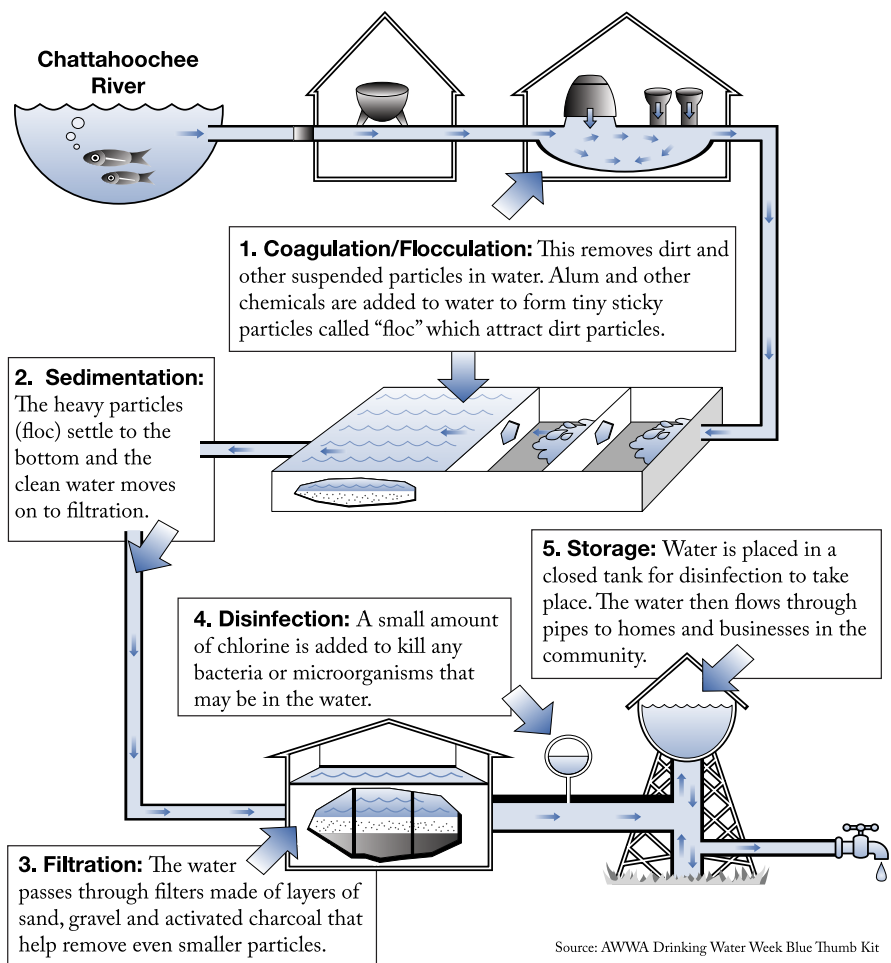 Chattahoochee
River
1. Coagulation/Flocculation: This removes dirt and
other suspended particles in water. Alum and other
chemicals are added to water to form tiny sticky
particles called “floc” which attract dirt particles.
2. Sedimentation:
The heavy particles
(floc) settle to the
bottom and the
clean water moves
on to filtration.
5. Storage: Water is placed in a
closed tank for disinfection to take
place. The water then flows through
pipes to homes and businesses in the
community.
4. Disinfection: A small amount
of chlorine is added to kill any
bacteria or microorganisms that
may be in the water.
3. Filtration: The water
passes through filters made of layers of
sand, gravel and activated charcoal that
help remove even smaller particles.
Source: AWWA Drinking Water Week Blue Thumb Kit